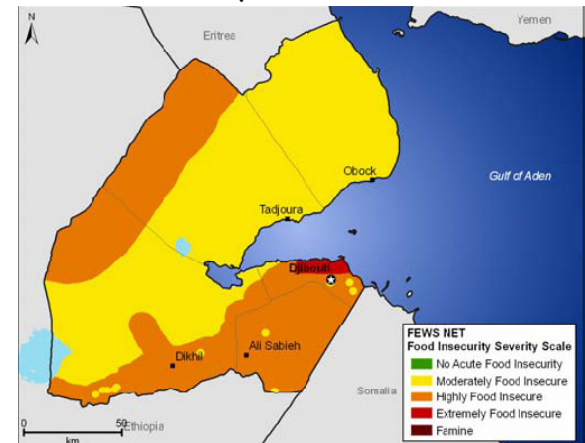 N
Eritrea
Yemen
Obock
Gulf of Aden
Tadjoura
Djibouti
Dikhil
Ali Sabieh
Somalia
Ethiopia
0
50
km
FEWS NET
Food Insecurity Severity Scale
No Acute Food Insecurity
Moderately Food Insecure
Highly Food Insecure
Extremely Food Insecure
Famine